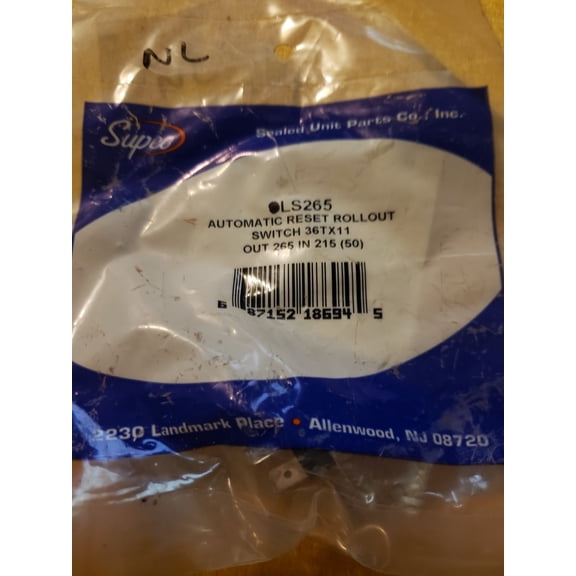 NL
Supco
Sealed Unit Parts Co., Inc.
LS265
AUTOMATIC RESET ROLLOUT
SWITCH 36TX11
OUT 265 IN 215 (50)
6 87152 18694 5
2230 Landmark Place • Allenwood, NJ 08720